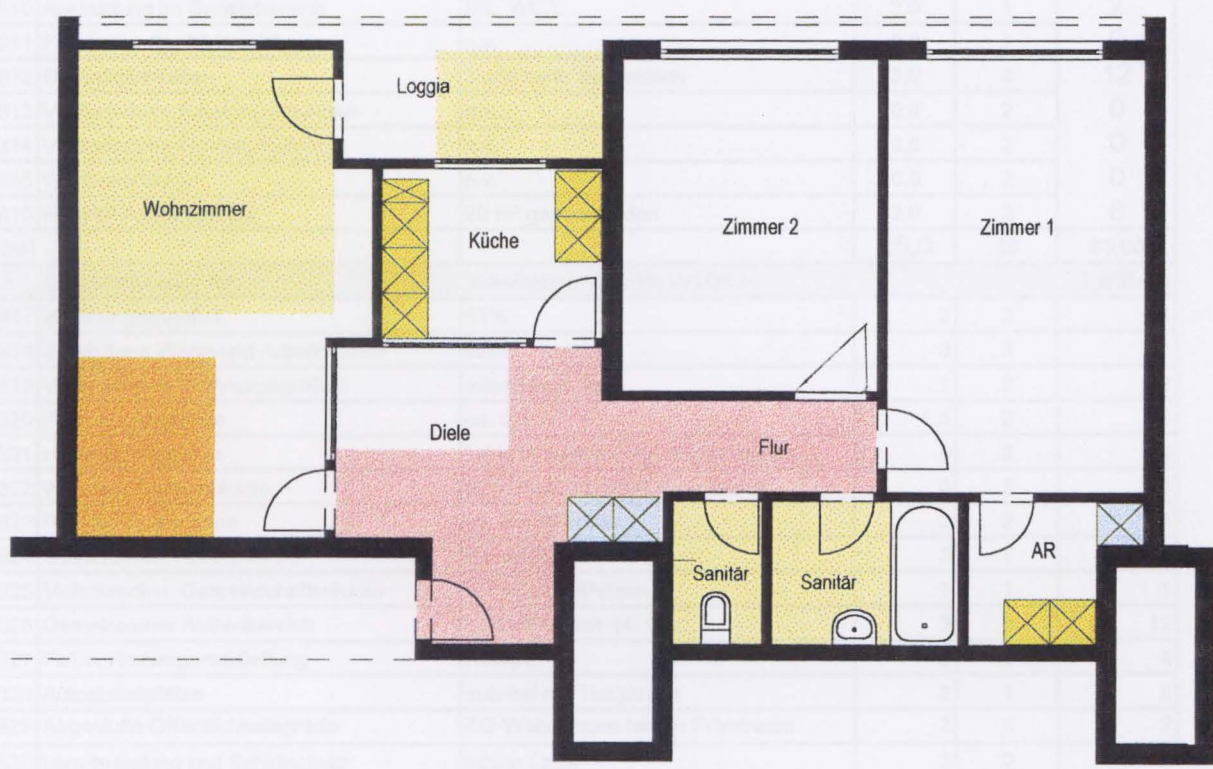 Loggia
Wohnzimmer
Küche
Zimmer 2
Zimmer 1
Diele
Flur
Sanitär
Sanitär
AR